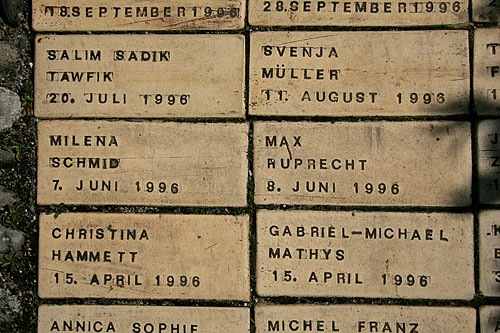 18.SEPTEMBER1996
28.SEPTEMBER 1996
SALIM SADIK
TAWFIK
20. JULI 1996
SVENJA
MÜLLER
11. AUGUST 1996
MILENA
SCHMID
7. JUNI 1996
MAX
RUPRECHT
8. JUNI 1996
CHRISTINA
HAMMETT
15. APRIL 1996
GABRIEL-MICHAEL
MATHYS
15. APRIL 1996
ANNICA SOPHIE
MICHEL FRANZ